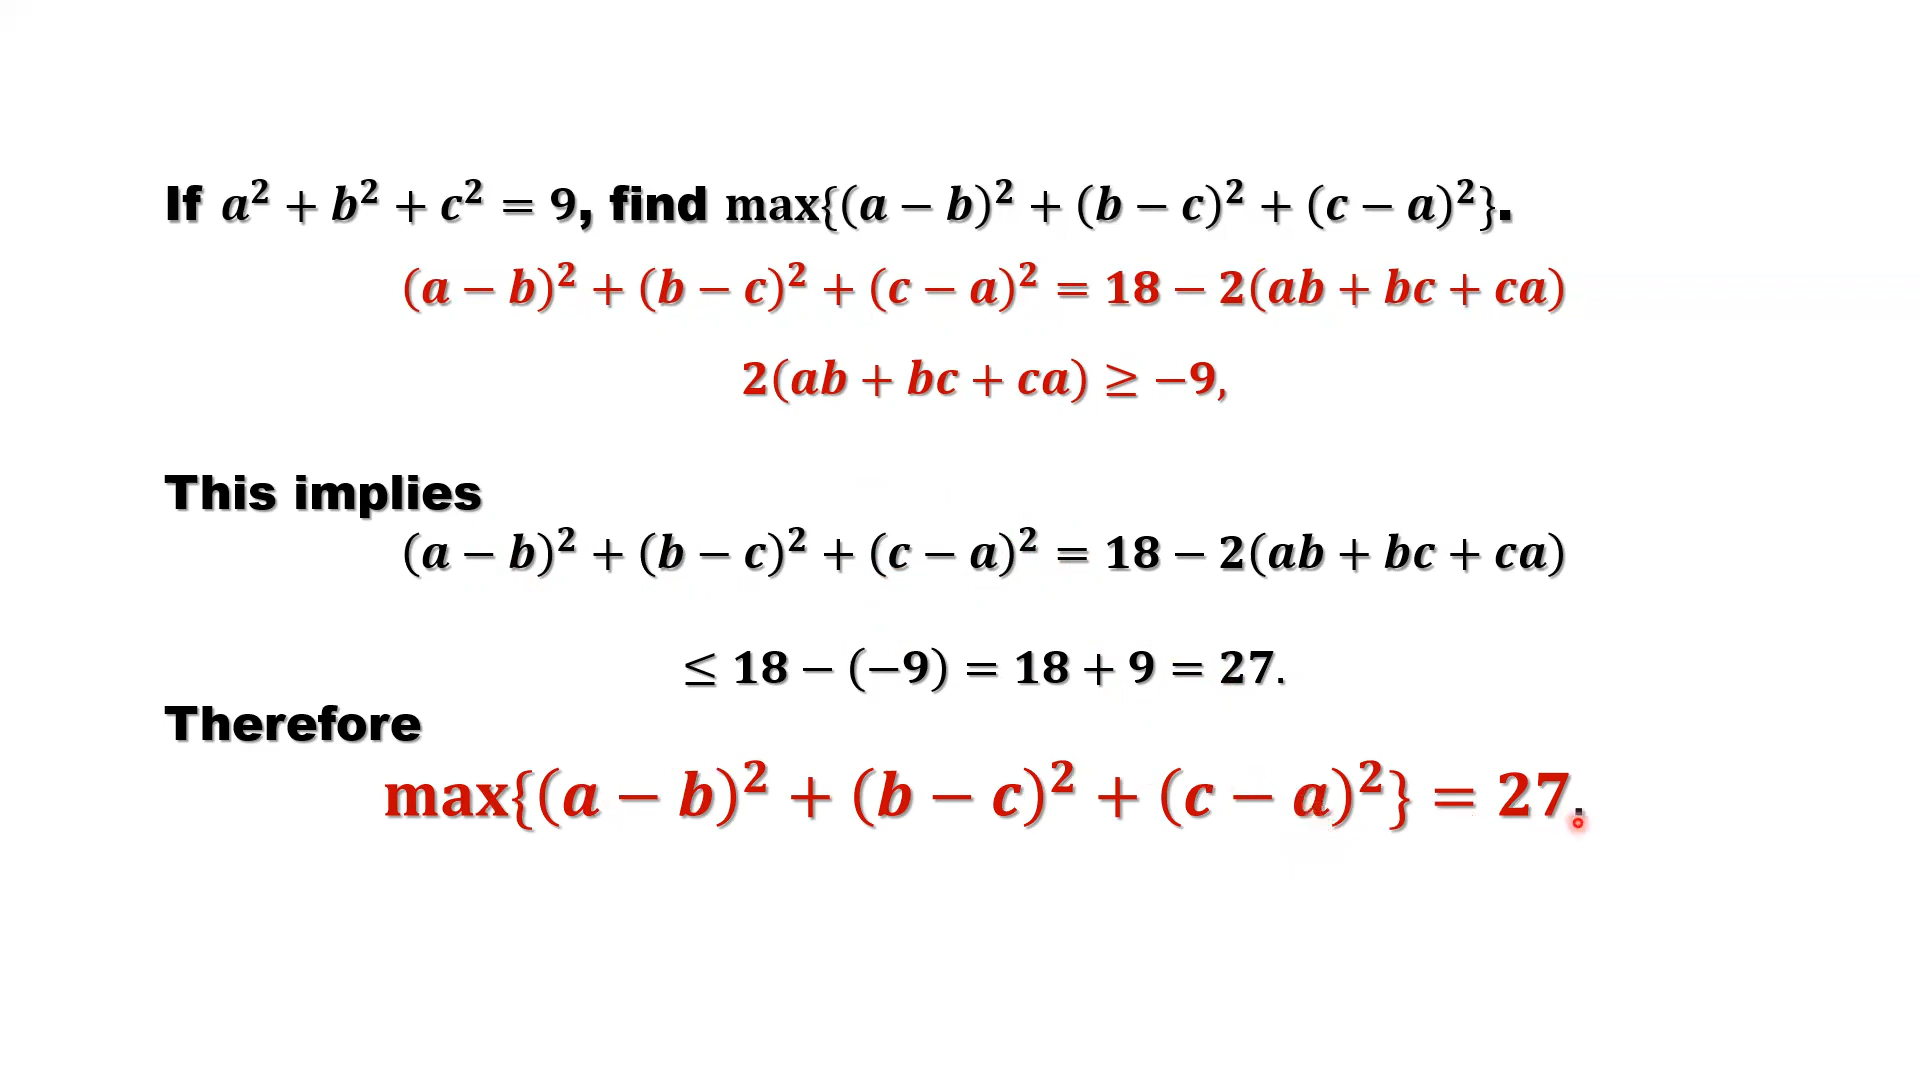 If a² + b² + c² = 9, find max{(a − b)² + (b − c)² + (c − a)²}.
(a − b)² + (b − c)² + (c − a)² = 18 − 2(ab + bc + ca)
2(ab + bc + ca) ≥ −9,
This implies
(a − b)² + (b − c)² + (c − a)² = 18 − 2(ab + bc + ca)
≤ 18 − (−9) = 18 + 9 = 27.
Therefore
max{(a − b)² + (b − c)² + (c − a)²} = 27.